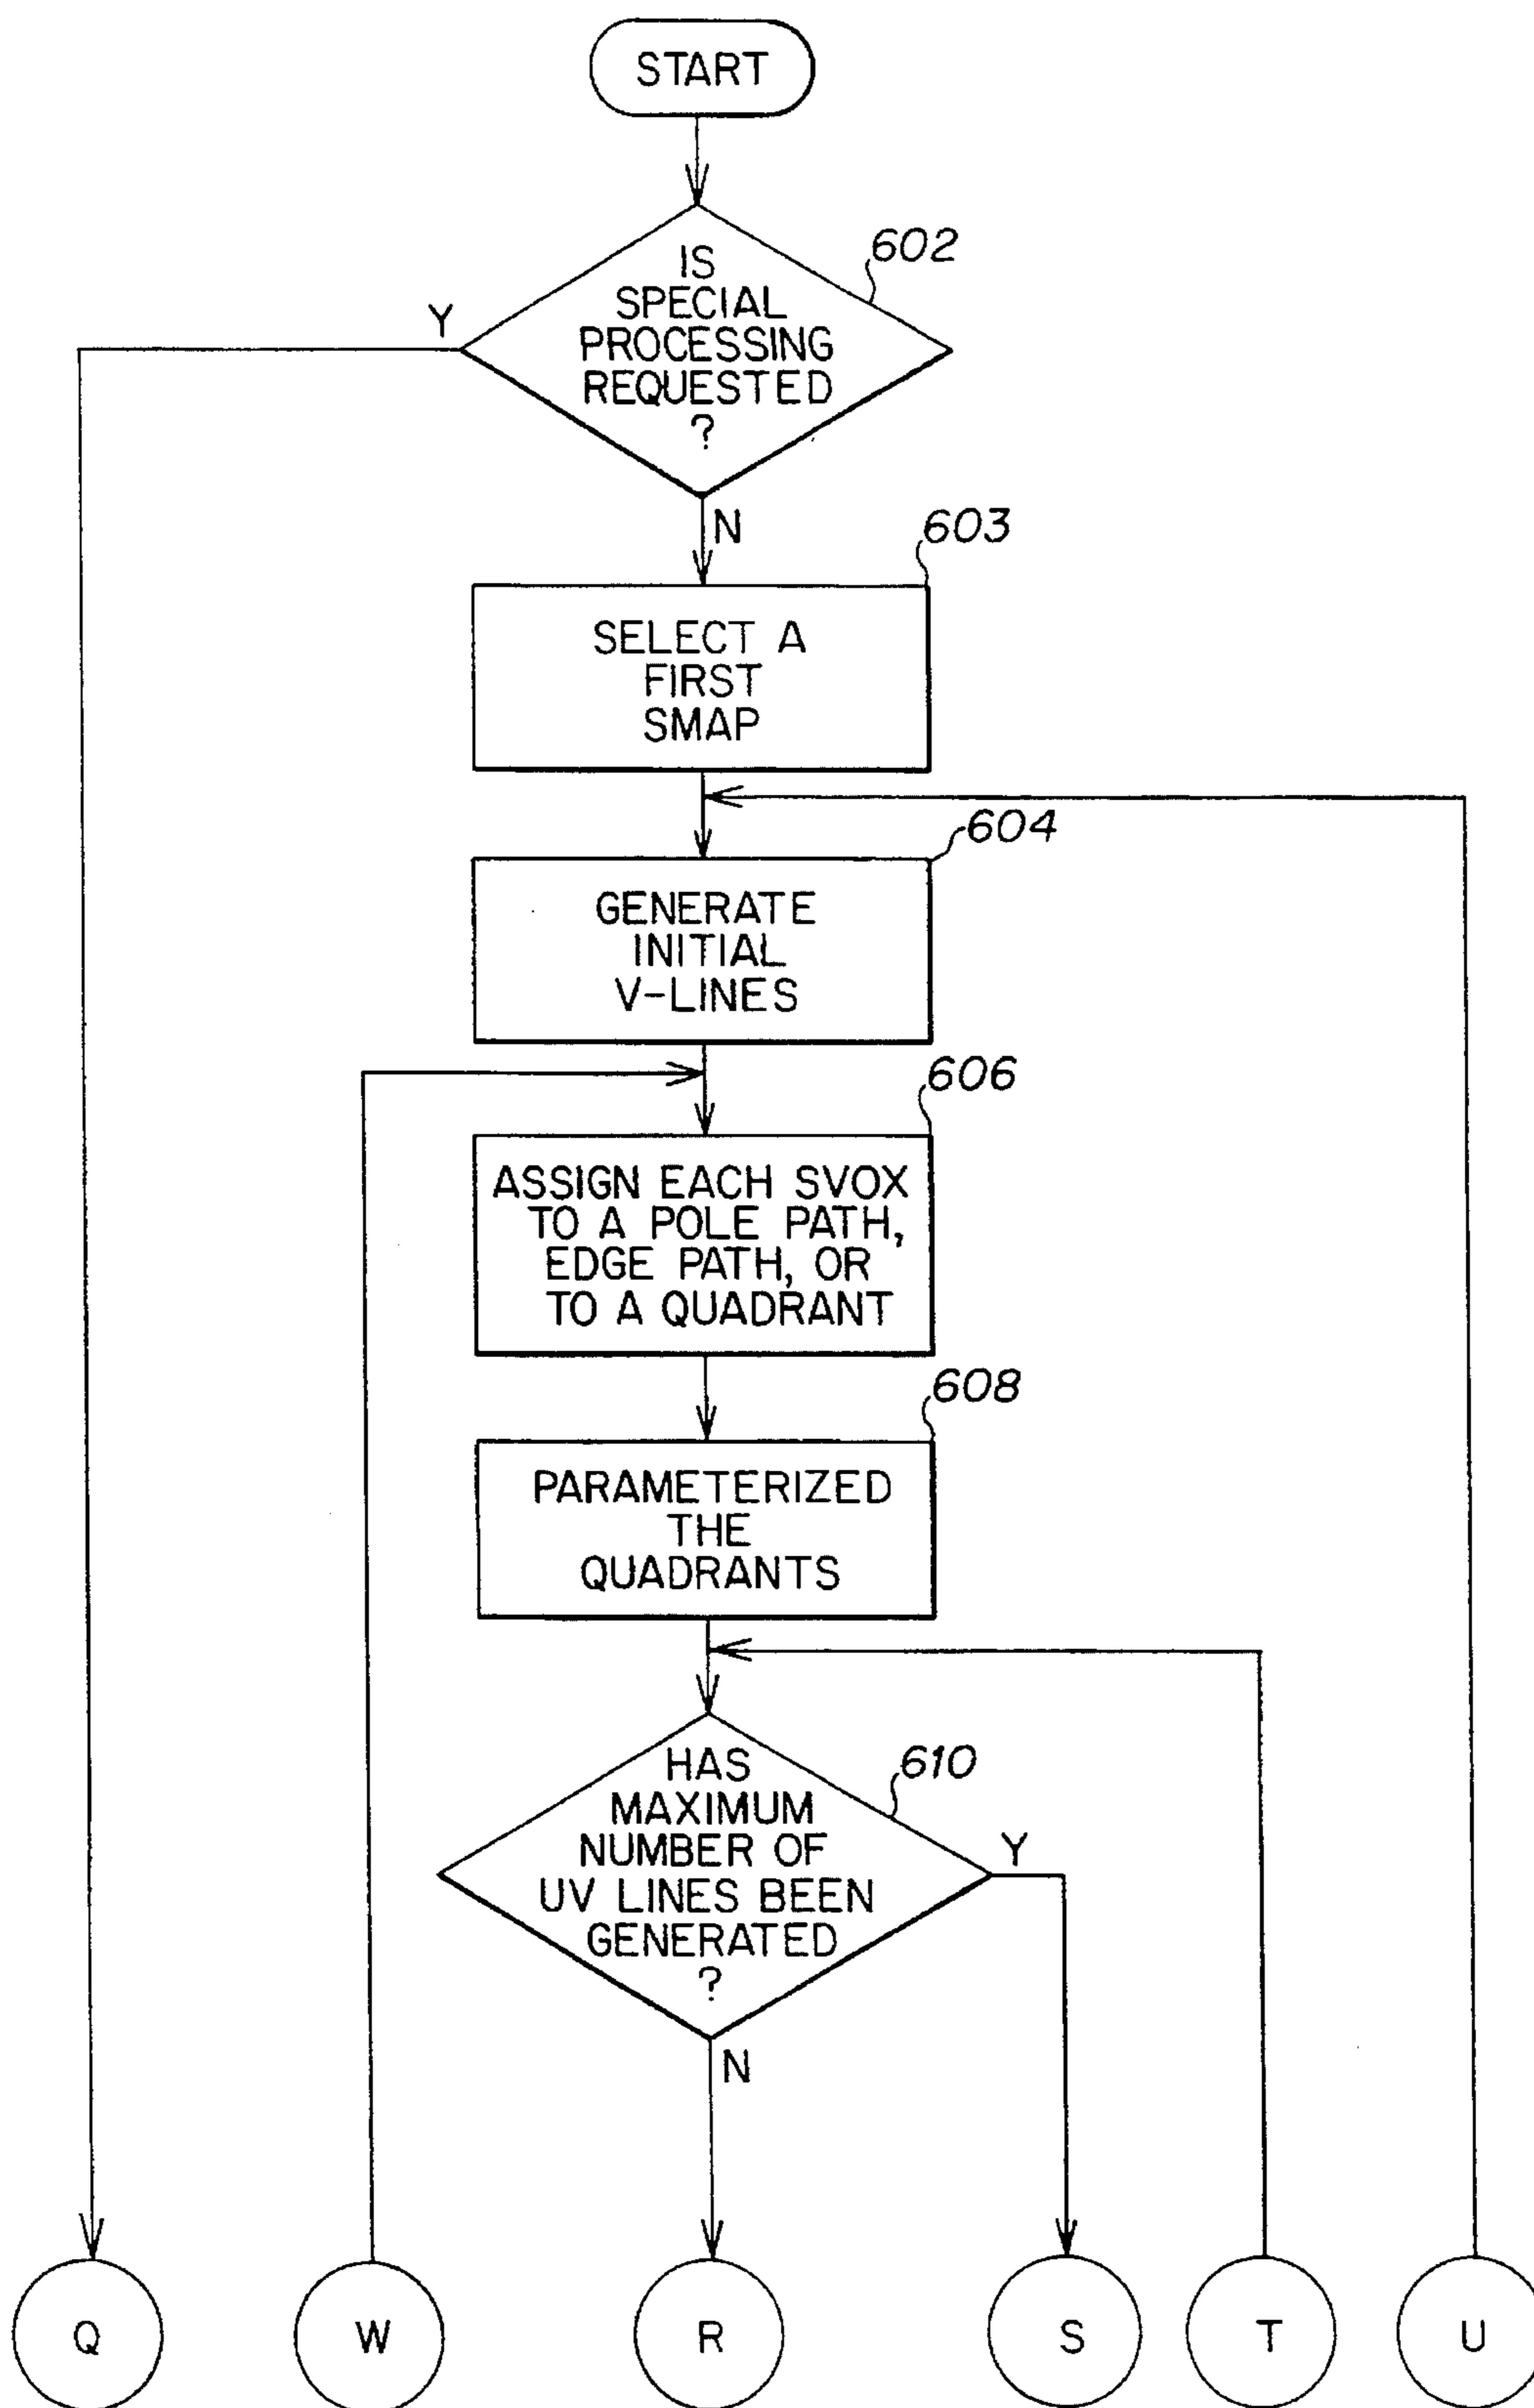 START
602
IS
SPECIAL
PROCESSING
REQUESTED
?
Y
N
603
SELECT A
FIRST
SMAP
604
GENERATE
INITIAL
V-LINES
606
ASSIGN EACH SVOX
TO A POLE PATH,
EDGE PATH, OR
TO A QUADRANT
608
PARAMETERIZED
THE
QUADRANTS
610
HAS
MAXIMUM
NUMBER OF
UV LINES BEEN
GENERATED
?
Y
N
Q
W
R
S
T
U